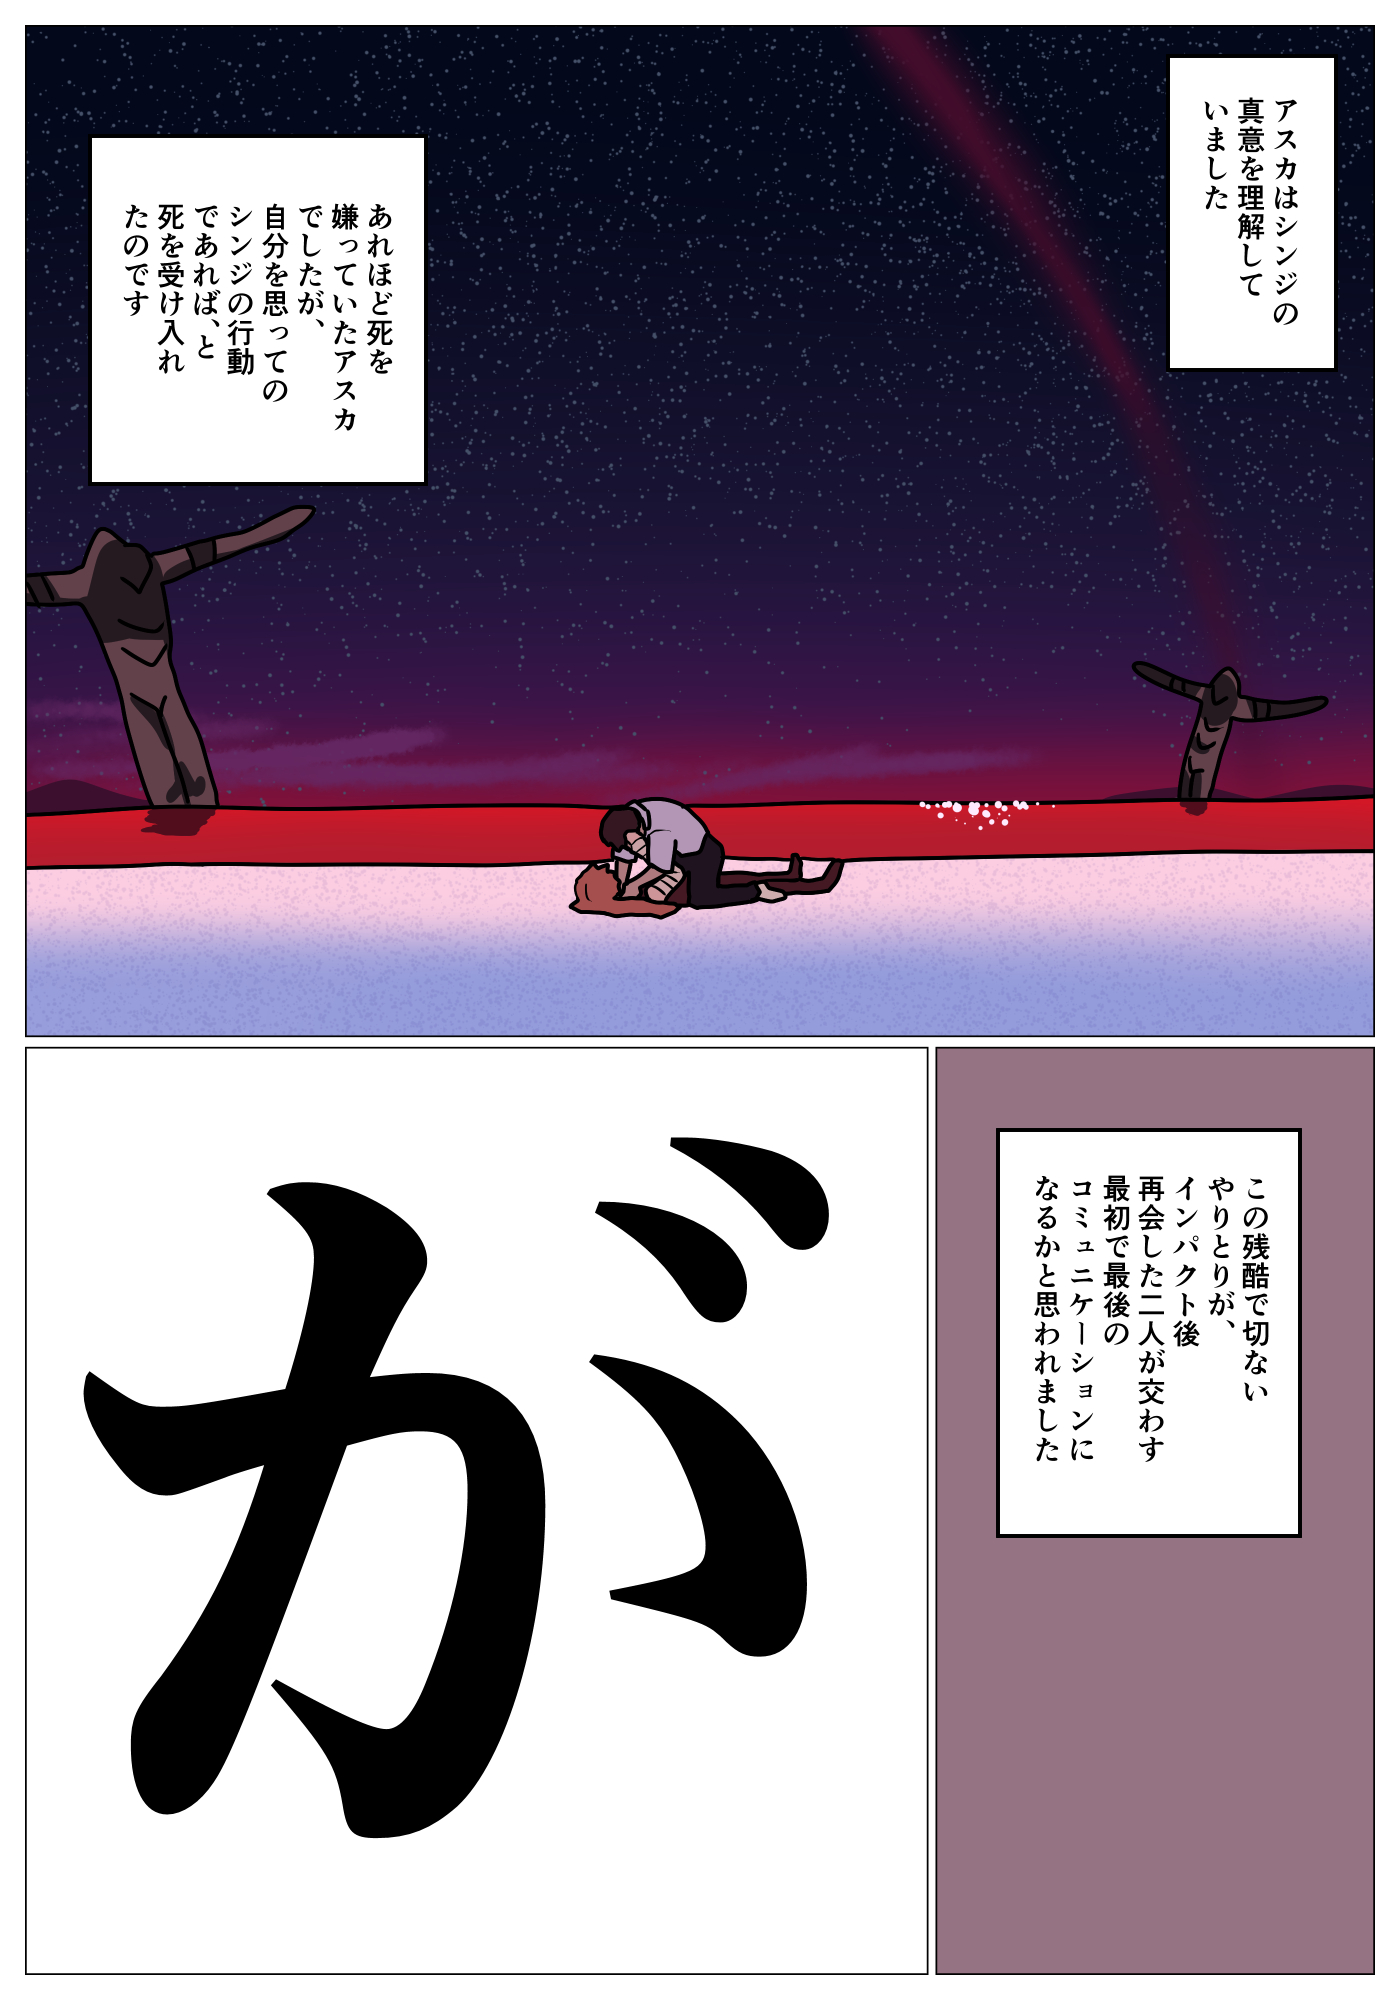 アスカはシンジの
真意を理解して
いました
あれほど死を
嫌っていたアスカ
でしたが、
自分を思っての
シンジの行動
であれば、と
死を受け入れ
たのです
この残酷で切ない
やりとりが、
インパクト後
再会した二人が交わす
最初で最後の
コミュニケーションに
なるかと思われました
が